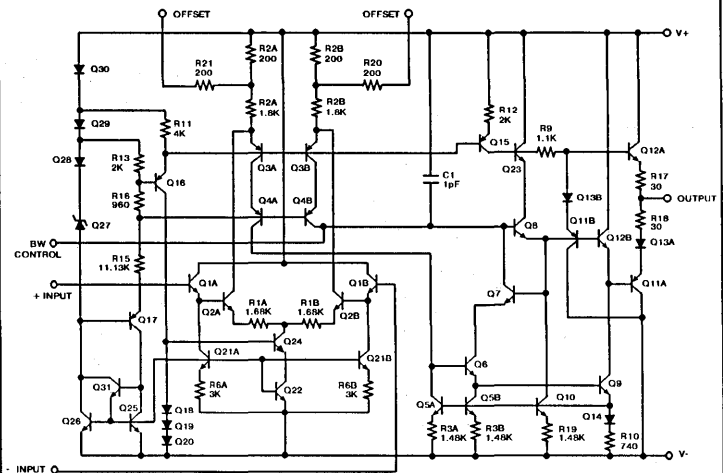 OFFSET
OFFSET
V+
R21
200
R2A
200
R2B
200
R20
200
Q30
Q29
Q28
R11
4K
R2A
1.8K
R2B
1.8K
R12
2K
R9
1.1K
R13
2K
Q16
Q3A
Q3B
Q15
Q23
Q12A
R16
960
C1
1pF
R17
30
OUTPUT
Q13B
R18
30
Q4A
Q4B
Q8
Q11B
Q12B
Q13A
Q27
BW
CONTROL
R15
11.13K
Q11A
+ INPUT
Q1A
Q1B
Q7
Q2A
R1A
1.68K
R1B
1.68K
Q2B
Q17
Q24
Q21A
Q21B
Q6
Q31
R6A
3K
Q22
R6B
3K
Q9
Q26
Q25
Q18
Q19
Q20
Q5A
Q5B
Q10
Q14
R3A
1.48K
R3B
1.48K
R19
1.48K
R10
740
V-
- INPUT